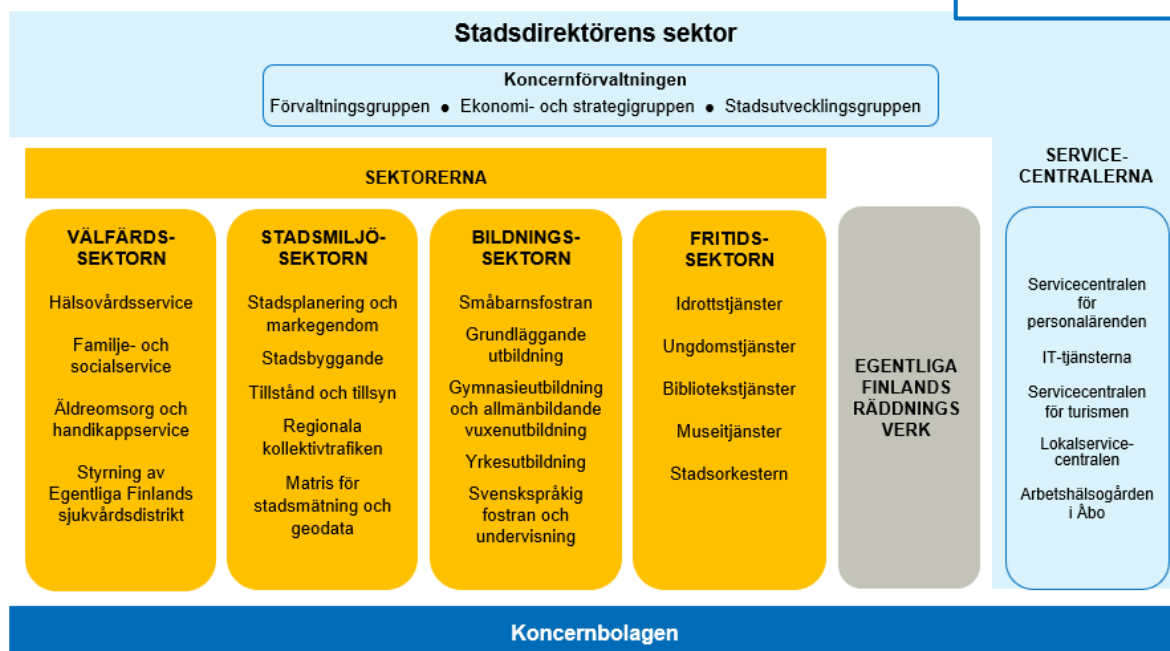 Stadsdirektörens sektor
Koncernförvaltningen
Förvaltningsgruppen ● Ekonomi- och strategigruppen ● Stadsutvecklingsgruppen
SEKTORERNA
VÄLFÄRDS-
SEKTORN
Hälsovårdsservice
Familje- och
socialservice
Äldreomsorg och
handikappservice
Styrning av
Egentliga Finlands
sjukvårdsdistrikt
STADSMILJÖ-
SEKTORN
Stadsplanering och
markegendom
Stadsbyggande
Tillstånd och tillsyn
Regionala
kollektivtrafiken
Matris för
stadsmätning och
geodata
BILDNINGS-
SEKTORN
Småbarnsfostran
Grundläggande
utbildning
Gymnasieutbildning
och allmänbildande
vuxenutbildning
Yrkesutbildning
Svenskspråkig
fostran och
undervisning
FRITIDS-
SEKTORN
Idrottstjänster
Ungdomstjänster
Bibliotekstjänster
Museitjänster
Stadsorkestern
EGENTLIGA
FINLANDS
RÄDDNINGS
VERK
SERVICE-
CENTRALERNA
Servicecentralen
för
personalärenden
IT-tjänsterna
Servicecentralen
för turismen
Lokalservice-
centralen
Arbetshälsogården
i Åbo
Koncernbolagen